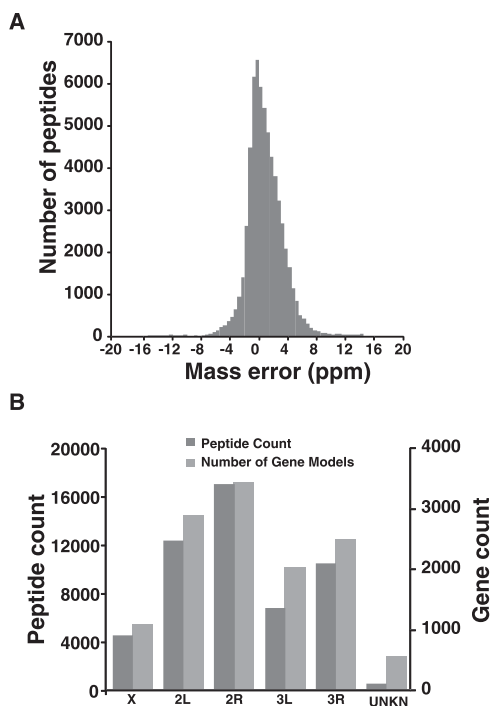 A
Number of peptides
7000
6000
5000
4000
3000
2000
1000
0
-20 -16 -12 -8 -4 0 4 8 12 16 20
Mass error (ppm)
B
Peptide Count
Number of Gene Models
Peptide count
20000
16000
12000
8000
4000
0
4000
3000
2000
1000
0
Gene count
X 2L 2R 3L 3R UNKN